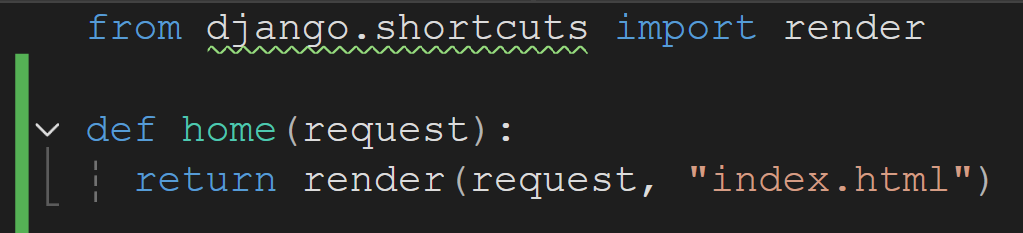 from django.shortcuts import render
def home(request):
return render(request, "index.html")